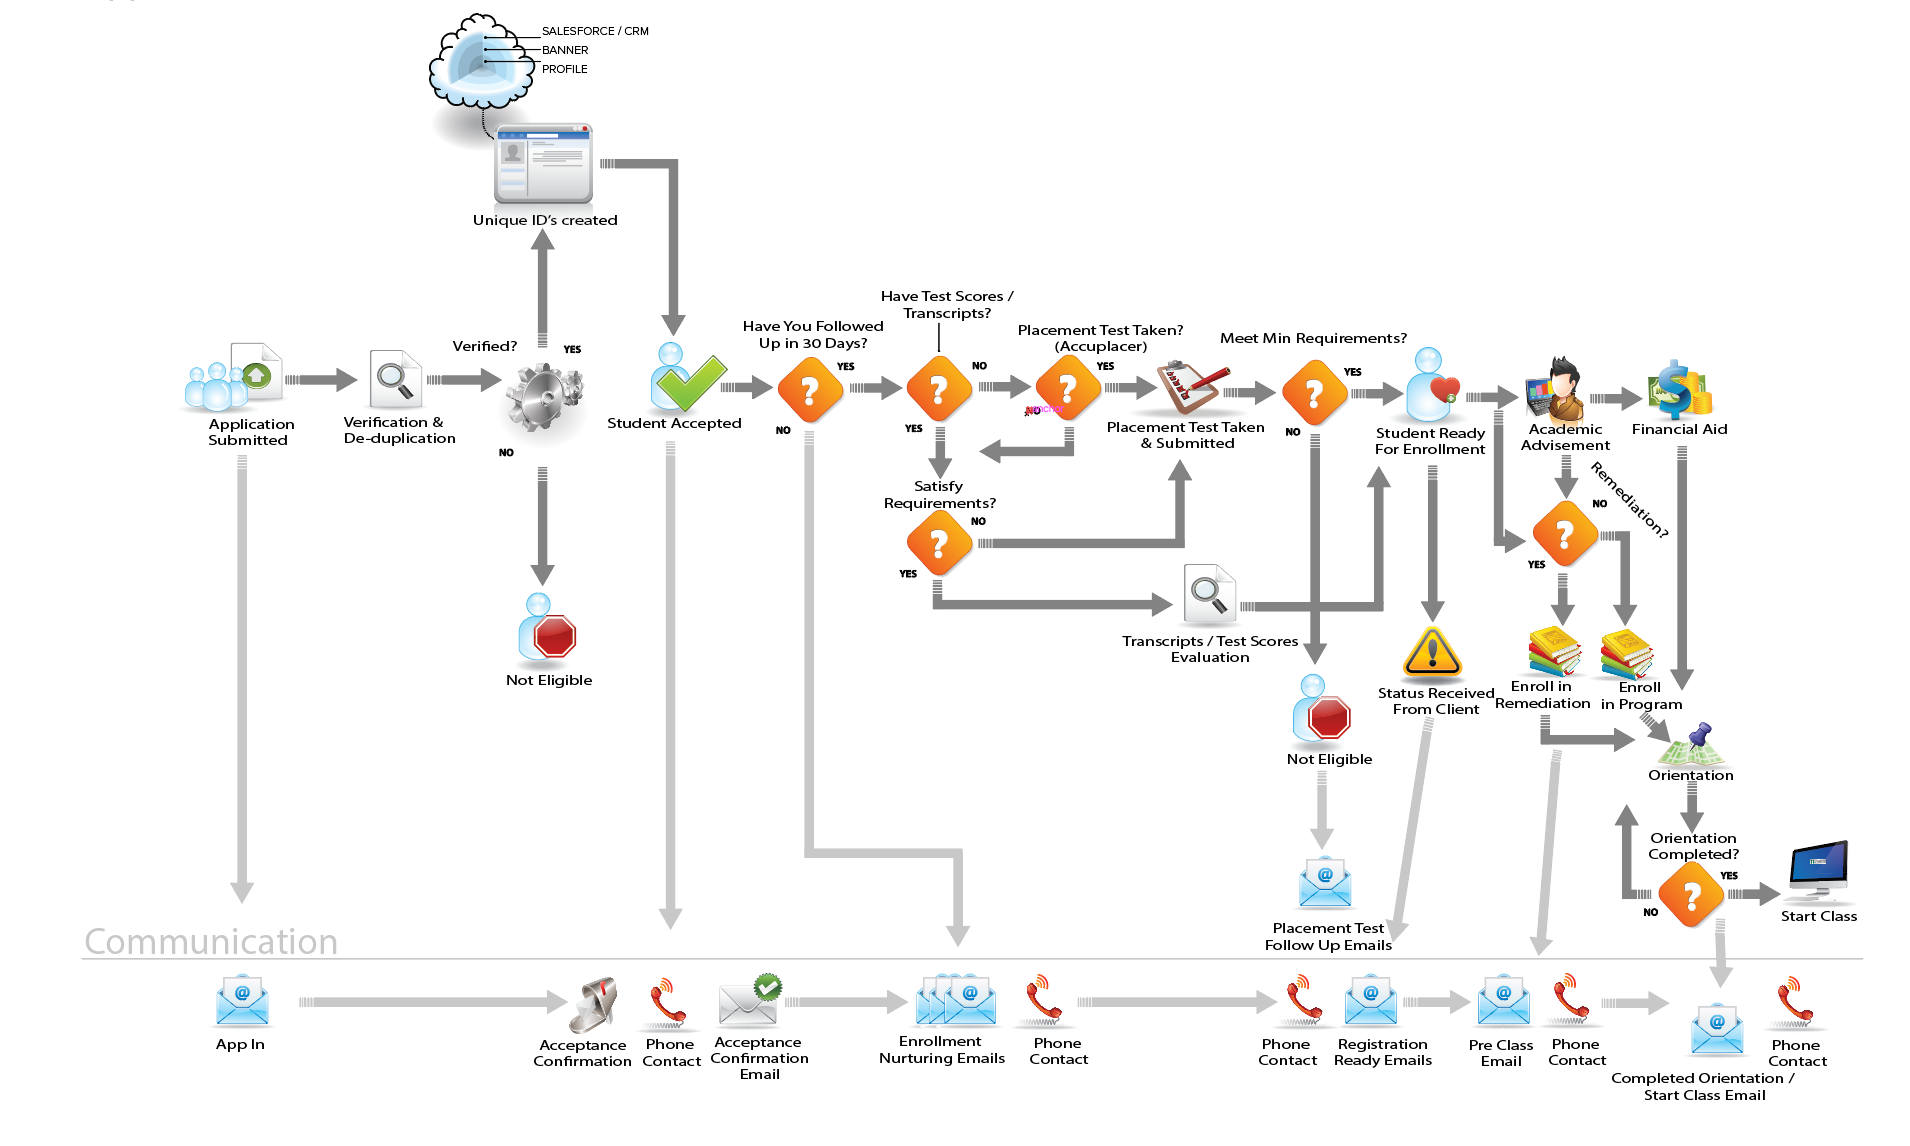 SALESFORCE / CRM
BANNER
PROFILE
Unique ID's created
Have Test Scores /
Transcripts?
Have You Followed
Up in 30 Days?
Placement Test Taken?
(Accuplacer)
Meet Min Requirements?
Verified?
YES
NO
Application
Submitted
Verification &
De-duplication
Student Accepted
YES
NO
NO
YES
YES
NO
Placement Test Taken
& Submitted
YES
NO
Student Ready
For Enrollment
Academic
Advisement
Financial Aid
Remediation?
NO
YES
Satisfy
Requirements?
NO
YES
Transcripts / Test Scores
Evaluation
Not Eligible
Status Received
From Client
Enroll in
Remediation
Enroll
in Program
Not Eligible
Orientation
Orientation
Completed?
YES
NO
Start Class
Placement Test
Follow Up Emails
Communication
App In
Acceptance
Confirmation
Phone
Contact
Acceptance
Confirmation
Email
Enrollment
Nurturing Emails
Phone
Contact
Phone
Contact
Registration
Ready Emails
Pre Class
Email
Phone
Contact
Completed Orientation /
Start Class Email
Phone
Contact